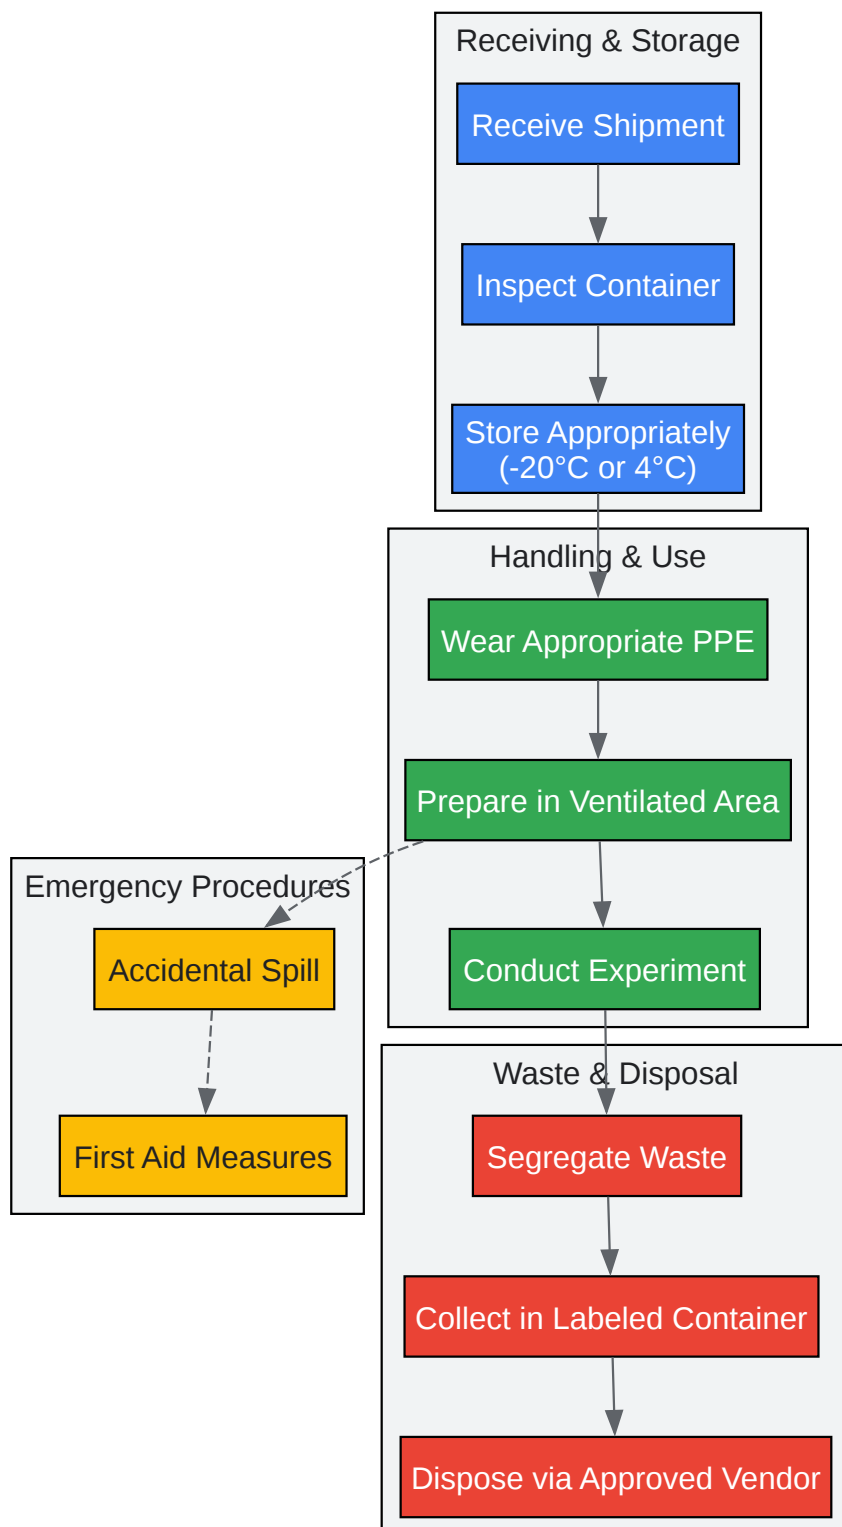 Receiving & Storage
Receive Shipment
Inspect Container
Store Appropriately
(-20°C or 4°C)
Handling & Use
Wear Appropriate PPE
Prepare in Ventilated Area
Conduct Experiment
Emergency Procedures
Accidental Spill
First Aid Measures
Waste & Disposal
Segregate Waste
Collect in Labeled Container
Dispose via Approved Vendor